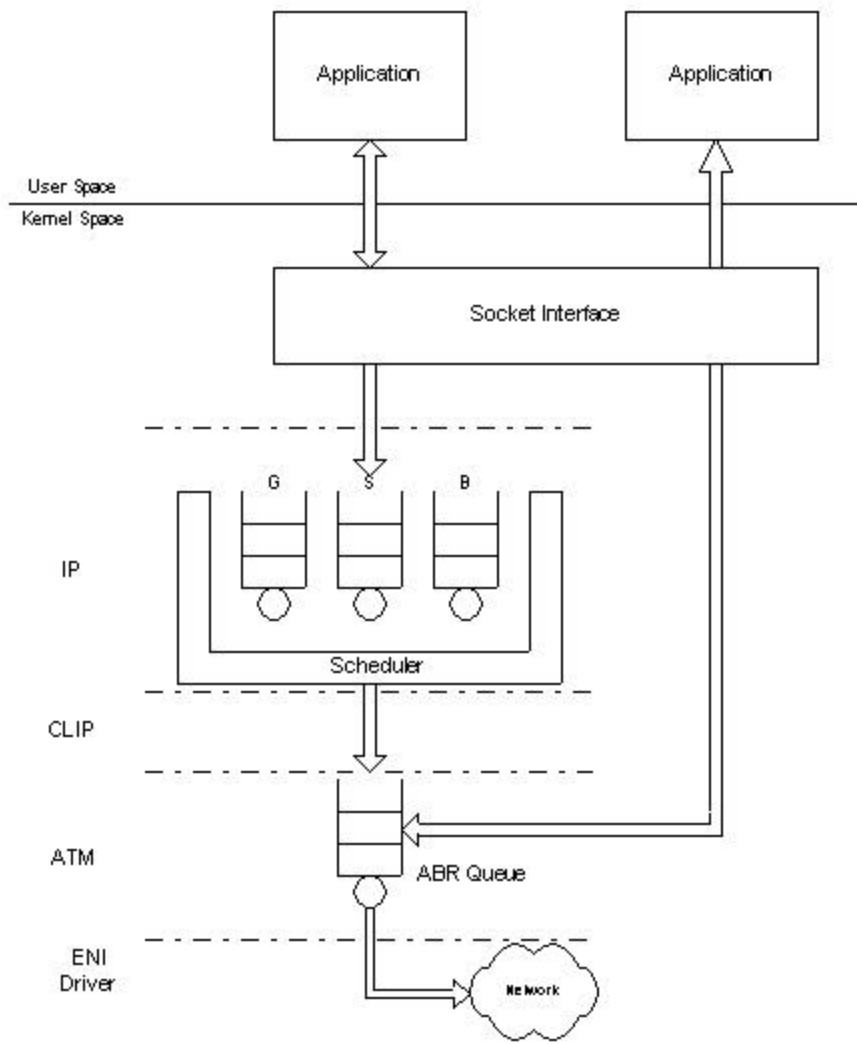 Application
Application
User Space
Kernel Space
Socket Interface
G
S
B
IP
Scheduler
CLIP
ATM
ABR Queue
ENI
Driver
Network